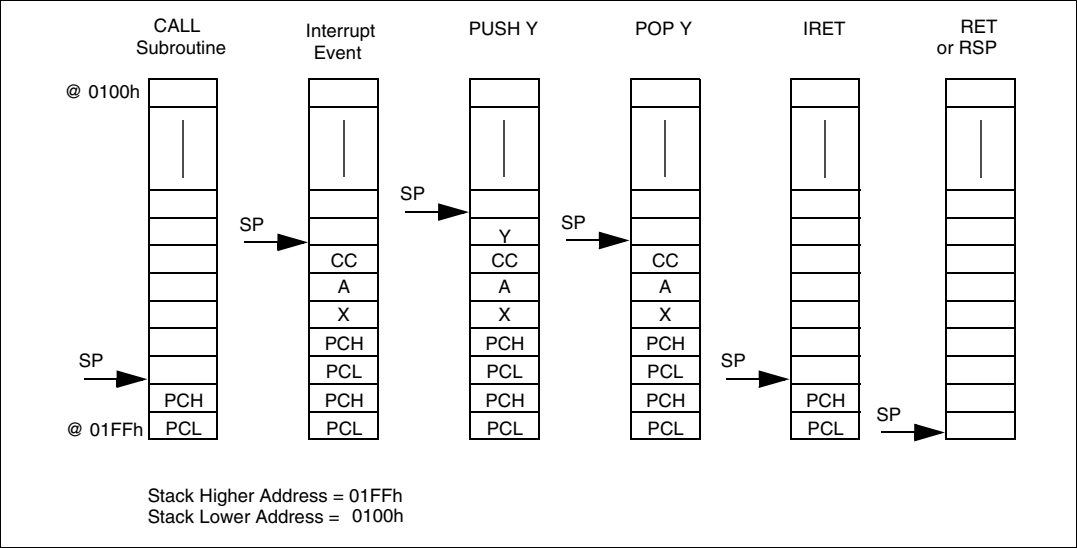 CALL Subroutine
Interrupt Event
PUSH Y
POP Y
IRET
RET or RSP
@ 0100h
SP
SP
SP
Y
CC
CC
CC
A
A
A
X
X
X
PCH
PCH
PCH
SP
PCL
PCL
PCL
SP
PCH
PCH
PCH
PCH
PCH
SP
@ 01FFh
PCL
PCL
PCL
PCL
PCL
Stack Higher Address = 01FFh
Stack Lower Address = 0100h